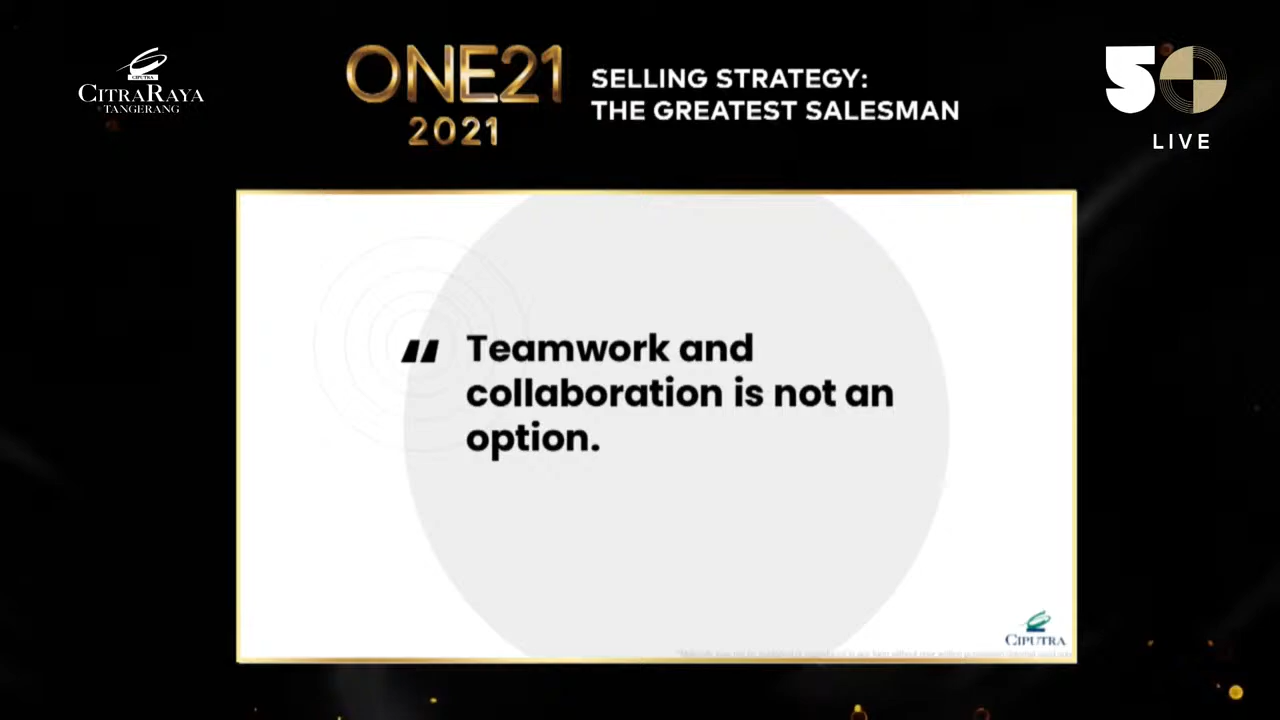 CIPUTRA
CITRARAYA
TANGERANG
ONE21
2021
SELLING STRATEGY:
THE GREATEST SALESMAN
50
LIVE
“ Teamwork and
collaboration is not an
option.
CIPUTRA